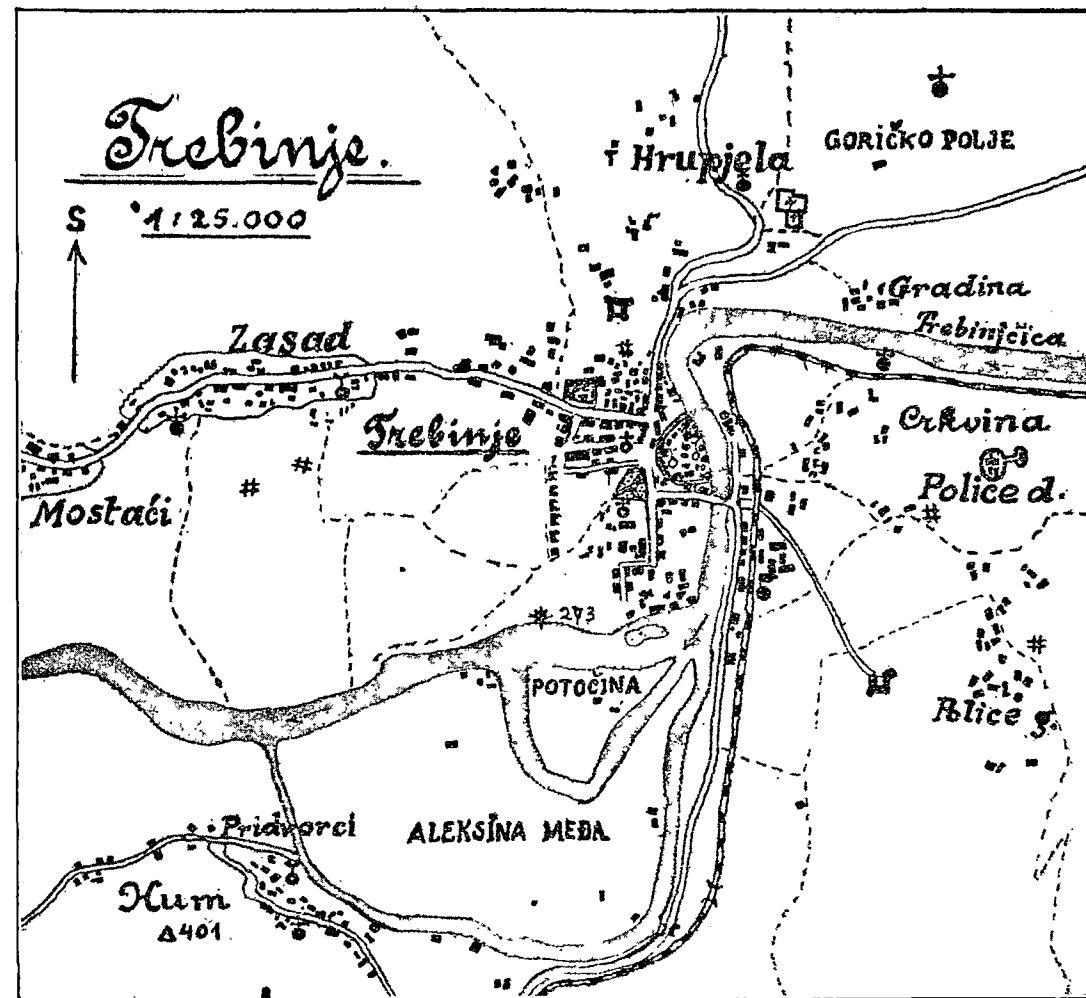 Trebinje.
1:25.000
S
Hrupjela
GORIČKO POLJE
Gradina
Trebinjčica
Zasad
Trebinje
Crkvina
Mostaći
Police d.
273
POTOČINA
Police g.
Pridvorci
ALEKSINA MEĐA
Hum
401